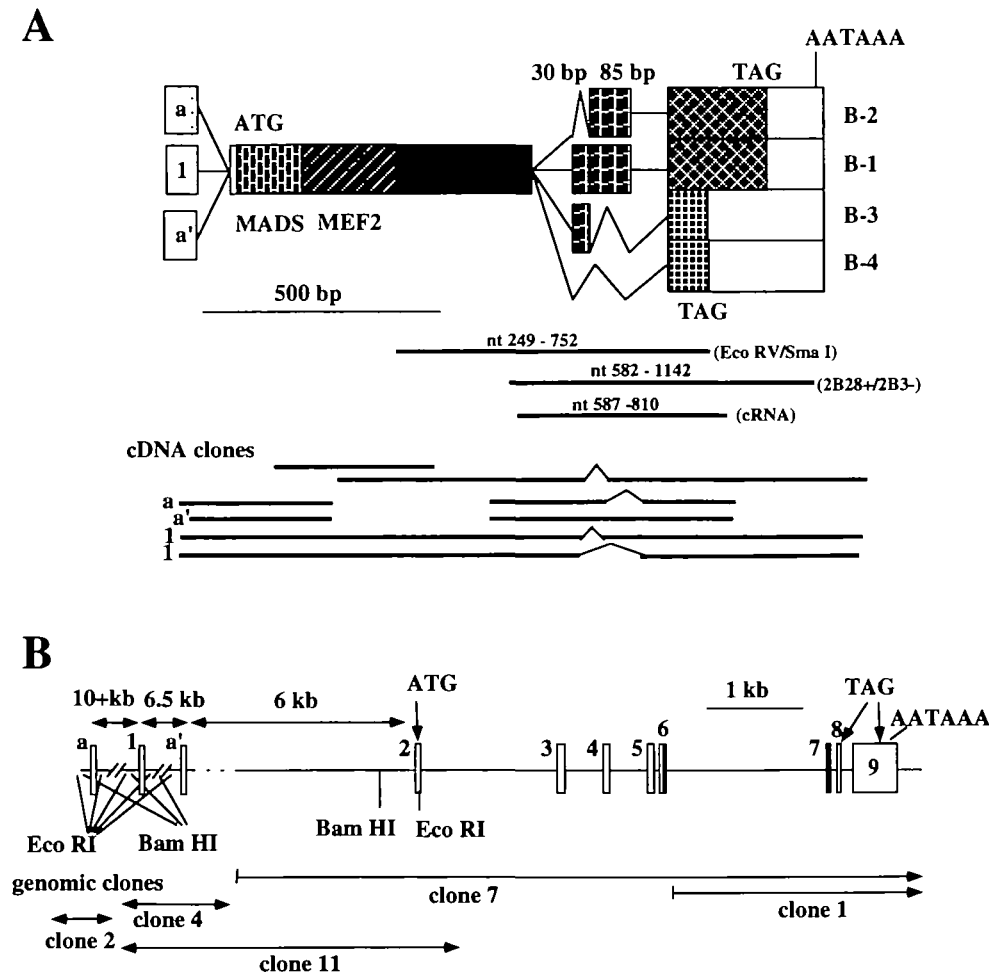 A
AATAAA
30 bp 85 bp
TAG
a
ATG
B-2
1
B-1
a'
MADS MEF2
B-3
B-4
500 bp
TAG
nt 249 - 752
(Eco RV/Sma I)
nt 582 - 1142
(2B28+/2B3-)
nt 587 -810
(cRNA)
cDNA clones
a
a'
1
1
B
10+kb
6.5 kb
6 kb
ATG
1 kb
TAG
AATAAA
a
1
a'
2
3
4
5
6
7
8
9
Eco RI
Bam HI
Bam HI
Eco RI
genomic clones
clone 7
clone 4
clone 1
clone 2
clone 11